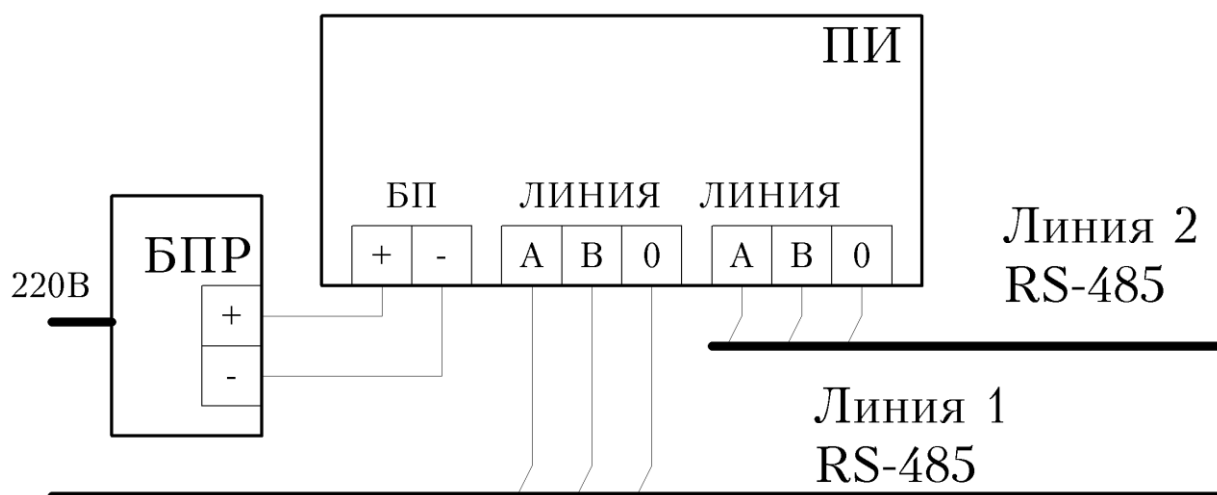 ПИ
БП ЛИНИЯ ЛИНИЯ
+ - А В 0 А В 0
Линия 2
RS-485
БПР
220В
+
-
Линия 1
RS-485